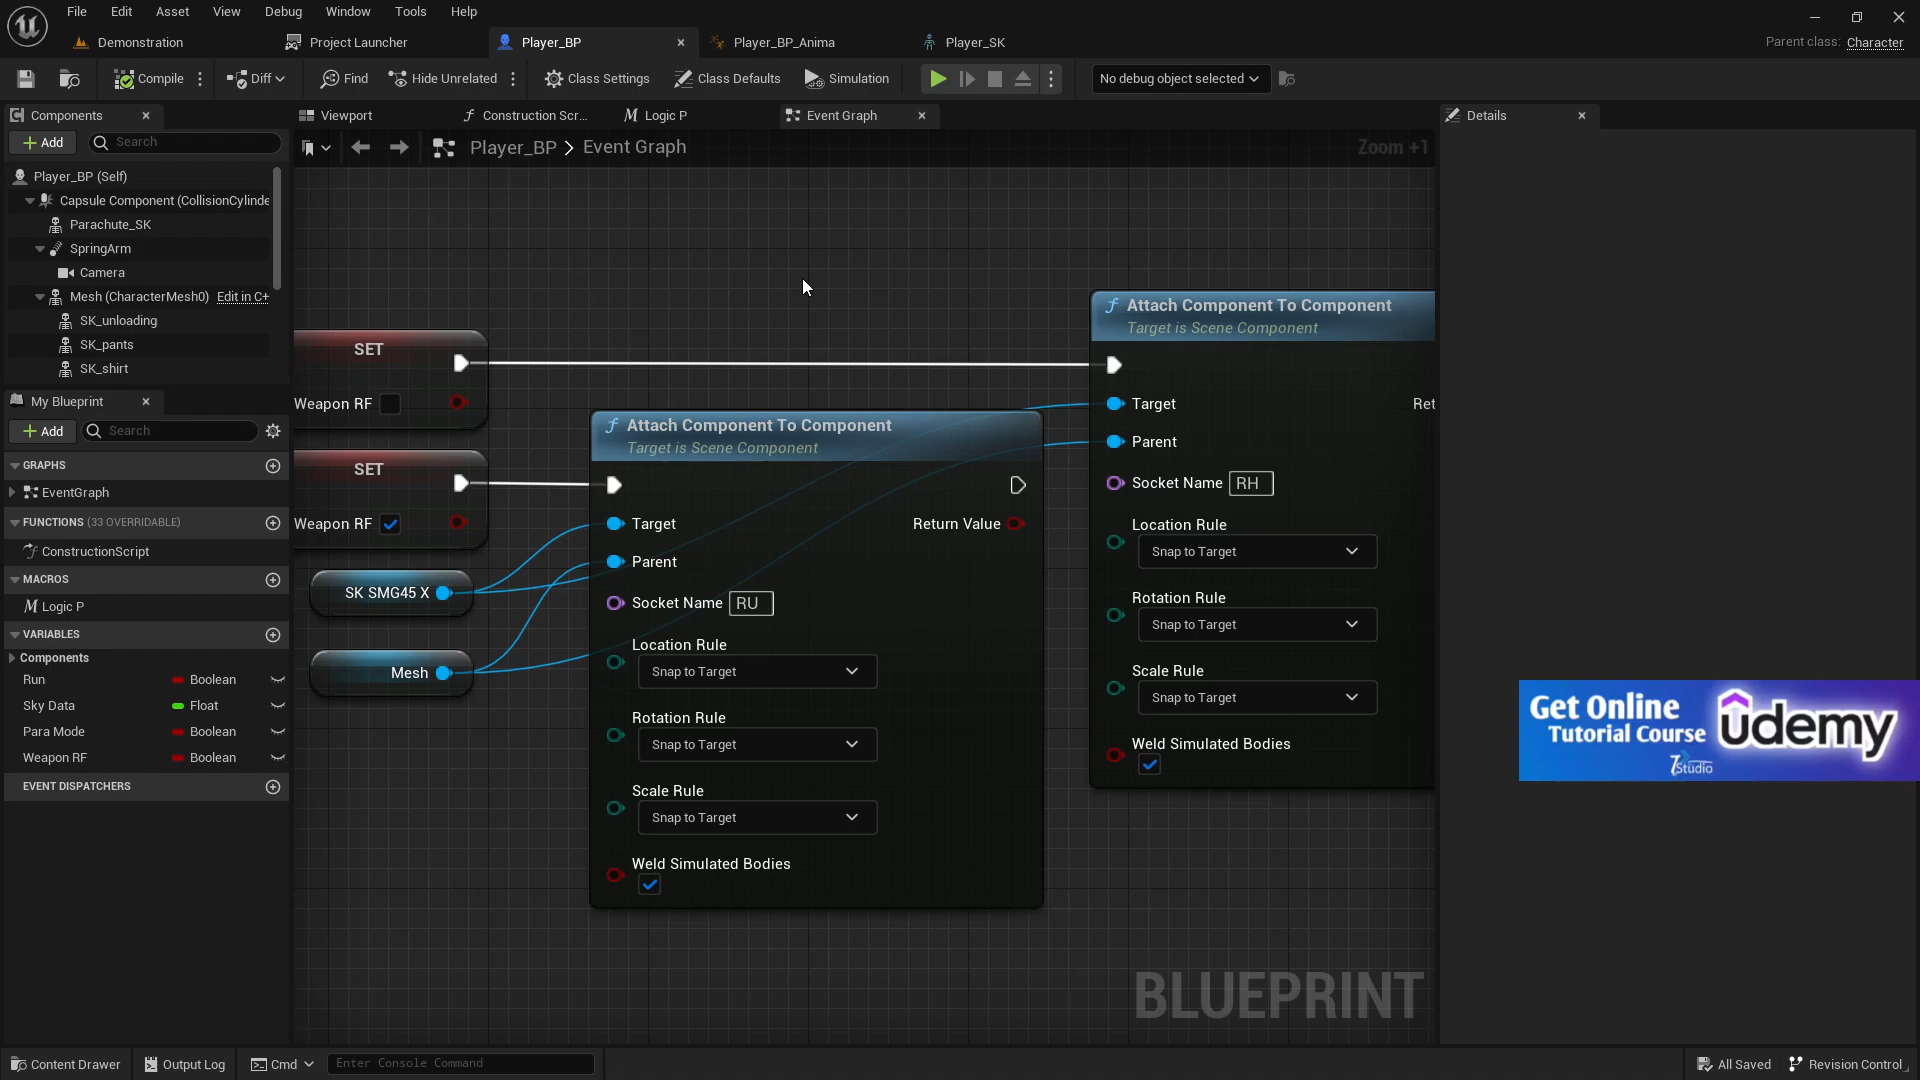 File Edit Asset View Debug Window Tools Help
Demonstration Project Launcher Player_BP Player_BP_Anima Player_SK Parent class: Character
Compile Diff Find Hide Unrelated Class Settings Class Defaults Simulation No debug object selected
Components
Viewport Construction Scr... Logic P Event Graph
Details
Add Search
Player_BP > Event Graph
Zoom +1
Player_BP (Self)
Capsule Component (CollisionCylinde
Parachute_SK
SpringArm
Camera
Mesh (CharacterMesh0) Edit in C+
SK_unloading
SK_pants
SK_shirt
My Blueprint
Add Search
GRAPHS
EventGraph
FUNCTIONS (33 OVERRIDABLE)
ConstructionScript
MACROS
Logic P
VARIABLES
Components
Run Boolean
Sky Data Float
Para Mode Boolean
Weapon RF Boolean
EVENT DISPATCHERS
SET
Weapon RF
SET
Weapon RF
SK SMG45 X
Mesh
Attach Component To Component
Target is Scene Component
Target
Return Value
Parent
Socket Name RU
Location Rule
Snap to Target
Rotation Rule
Snap to Target
Scale Rule
Snap to Target
Weld Simulated Bodies
Attach Component To Component
Target is Scene Component
Target
Ret
Parent
Socket Name RH
Location Rule
Snap to Target
Rotation Rule
Snap to Target
Scale Rule
Snap to Target
Weld Simulated Bodies
BLUEPRINT
Get Online
Tutorial Course
udemy
7Studio
Content Drawer Output Log Cmd Enter Console Command All Saved Revision Control